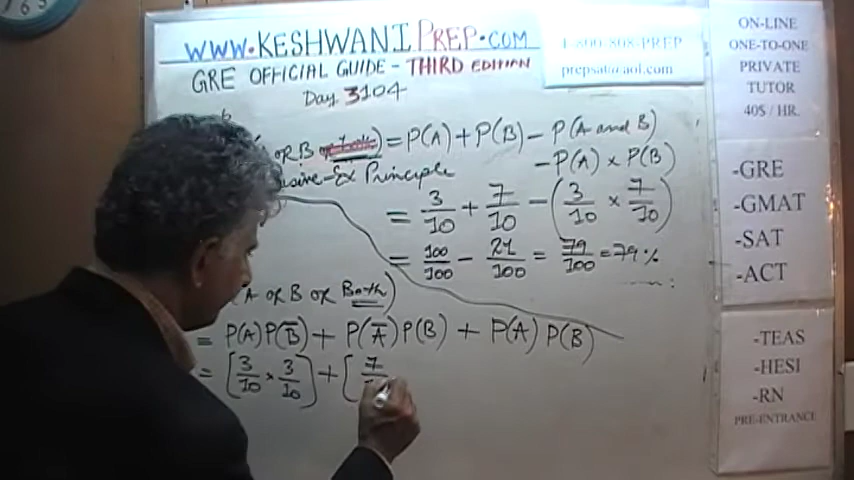 WWW.KESHWANIPREP.COM
GRE OFFICIAL GUIDE - THIRD EDITION
Day 3104
1-800-808-PREP
prepsat@aol.com
OR B = P(A) + P(B) - P(A and B)
-Ex Principle - P(A) × P(B)
= 3/10 + 7/10 - (3/10 × 7/10)
= 100/100 - 21/100 = 79/100 = 79%
A or B or Both)
= P(A)P(B̅) + P(A̅)P(B) + P(A) P(B)
= [3/10 × 3/10] + [7/
ON-LINE
ONE-TO-ONE
PRIVATE
TUTOR
40$ / HR.
-GRE
-GMAT
-SAT
-ACT
-TEAS
-HESI
-RN
PRE-ENTRANCE